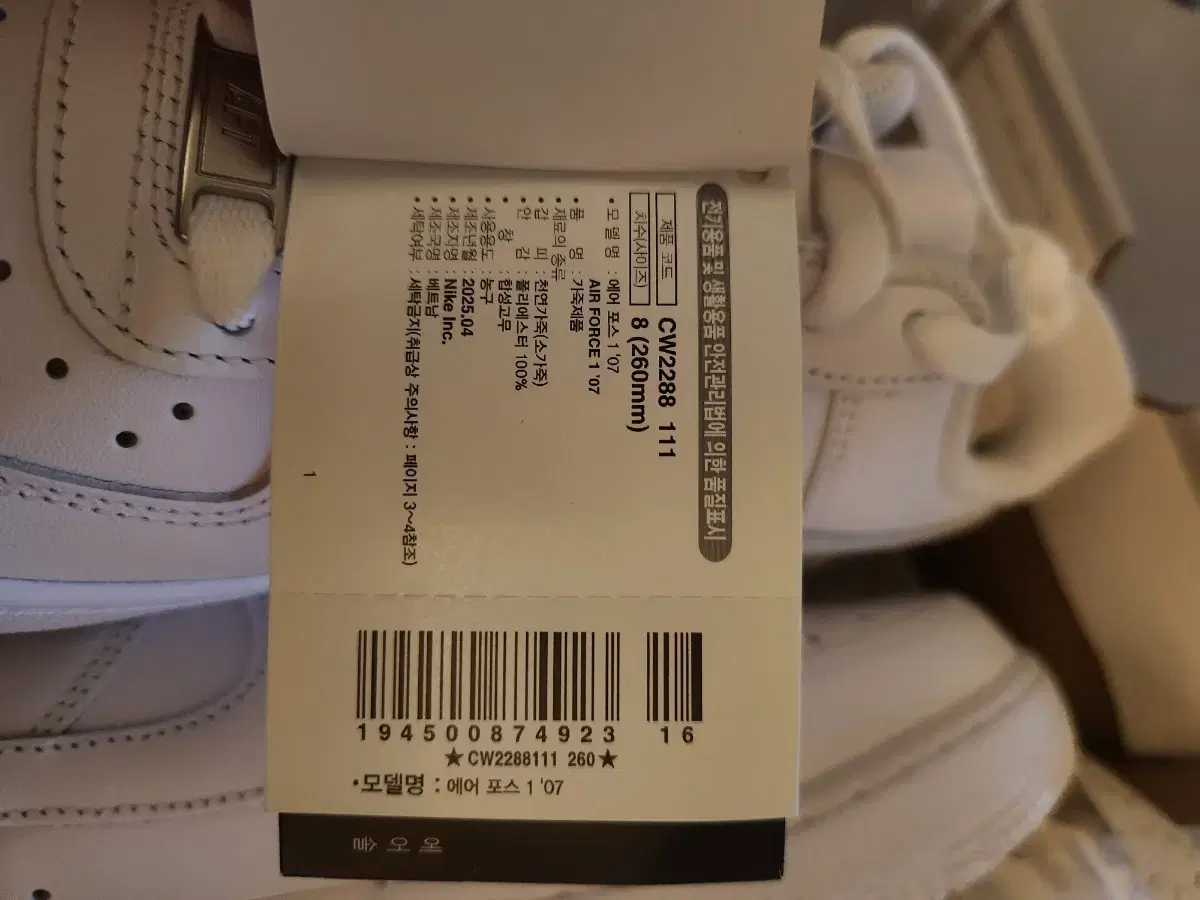 전기용품 및 생활용품 안전관리법에 의한 품질표시
제품 코드 CW2288 111
치수(사이즈) 8 (260mm)
• 모 델 명 : 에어 포스 1 '07
AIR FORCE 1 '07
• 품 명 : 가죽제품
• 재료의 종류
• 겉 피 : 천연가죽(소가죽)
• 안 감 : 폴리에스터 100%
• 창 : 합성고무
• 사용용도 : 농구
• 제조년월 : 2025.04
• 제조자명 : Nike Inc.
• 제조국명 : 베트남
• 세탁여부 : 세탁금지(취급상 주의사항 : 페이지 3~4참조)
1
194500874923 16
★CW2288111 260★
•모델명 : 에어 포스 1 '07
에어솔